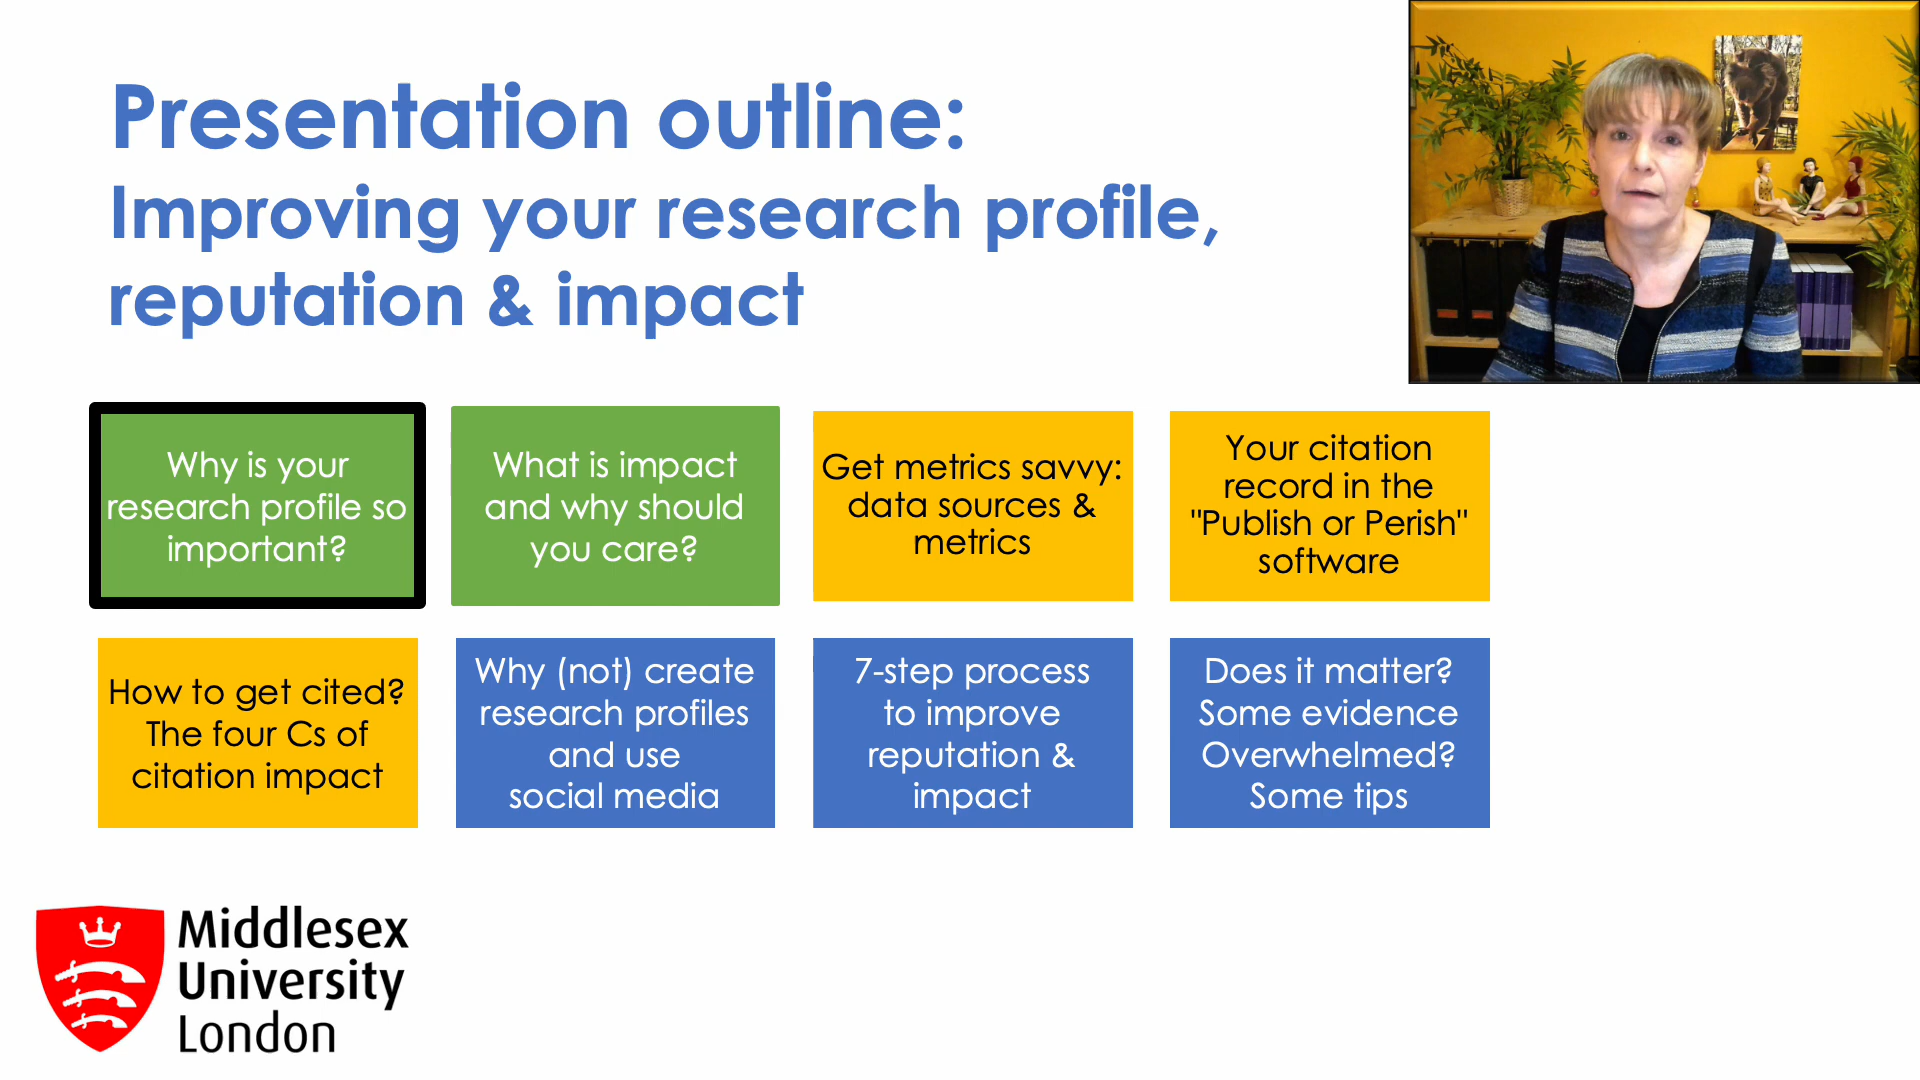 Presentation outline:
Improving your research profile,
reputation & impact
Why is your
research profile so
important?
What is impact
and why should
you care?
Get metrics savvy:
data sources &
metrics
Your citation
record in the
"Publish or Perish"
software
How to get cited?
The four Cs of
citation impact
Why (not) create
research profiles
and use
social media
7-step process
to improve
reputation &
impact
Does it matter?
Some evidence
Overwhelmed?
Some tips
Middlesex
University
London